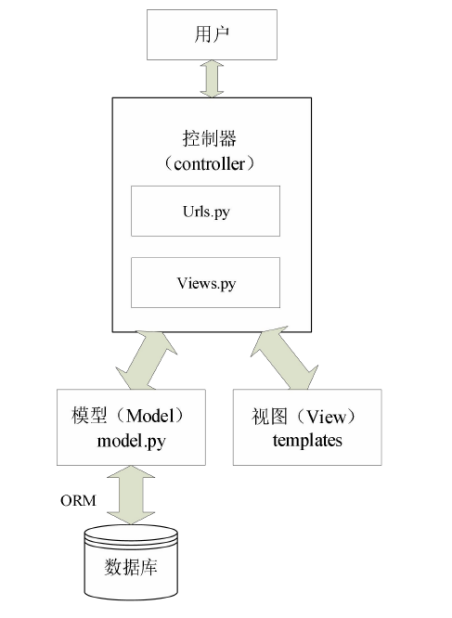 用户
控制器
（controller）
Urls.py
Views.py
模型（Model）
model.py
视图（View）
templates
ORM
数据库